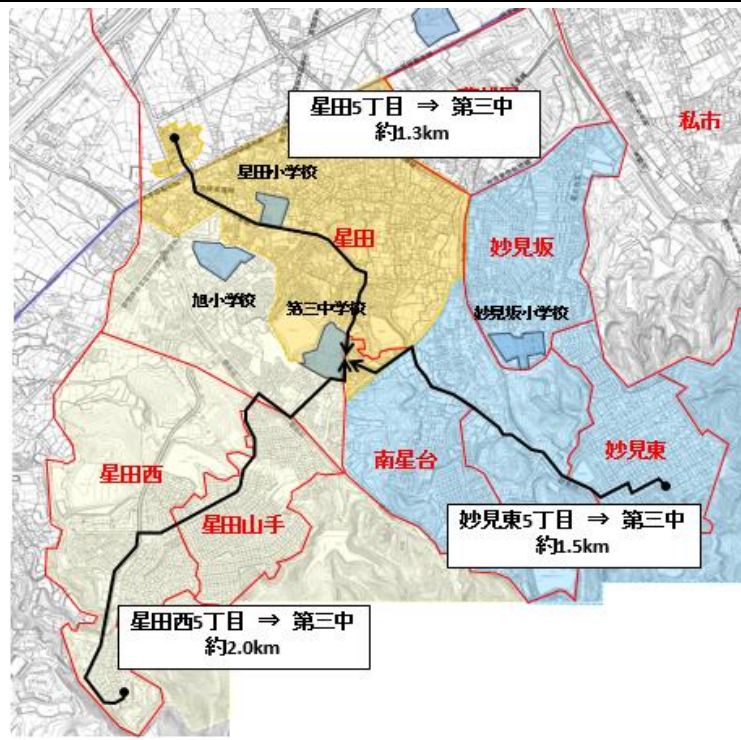 星田5丁目 ⇒ 第三中
約1.3km
私市
星田小学校
星田
妙見坂
旭小学校
第三中学校
妙見坂小学校
南星台
妙見東
星田西
星田山手
妙見東5丁目 ⇒ 第三中
約1.5km
星田西5丁目 ⇒ 第三中
約2.0km